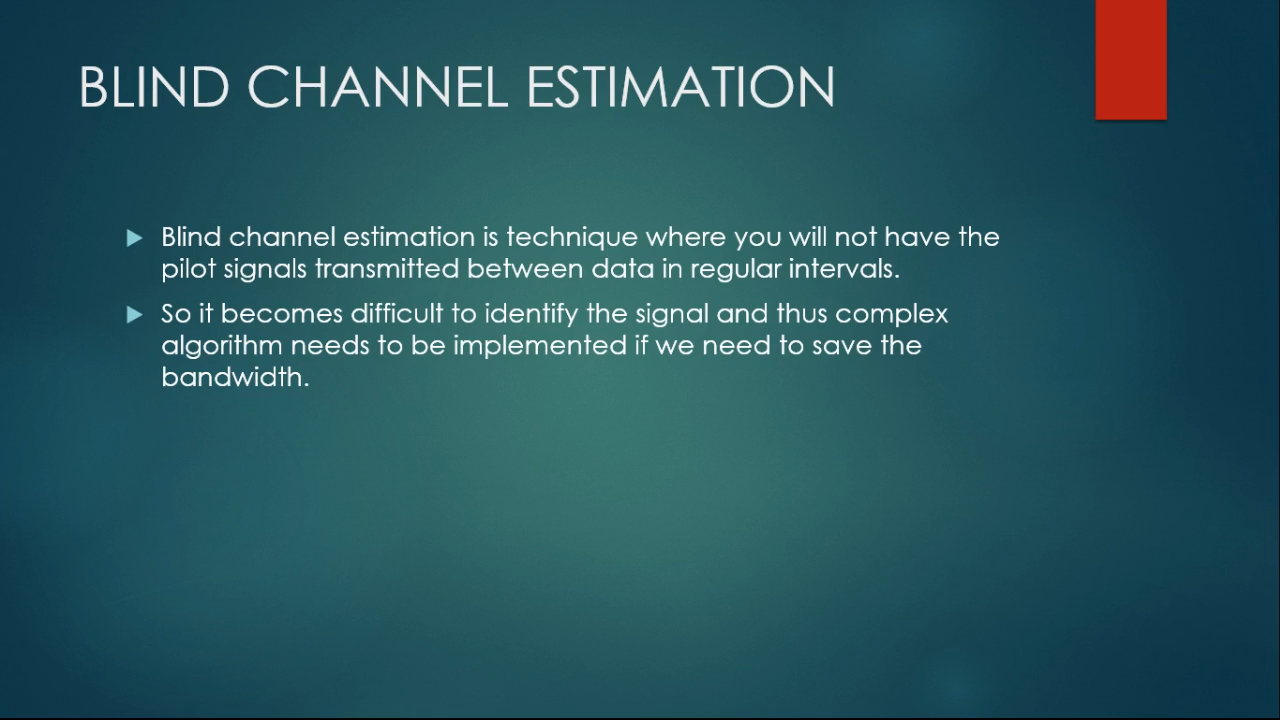 BLIND CHANNEL ESTIMATION
Blind channel estimation is technique where you will not have the
pilot signals transmitted between data in regular intervals.
So it becomes difficult to identify the signal and thus complex
algorithm needs to be implemented if we need to save the
bandwidth.